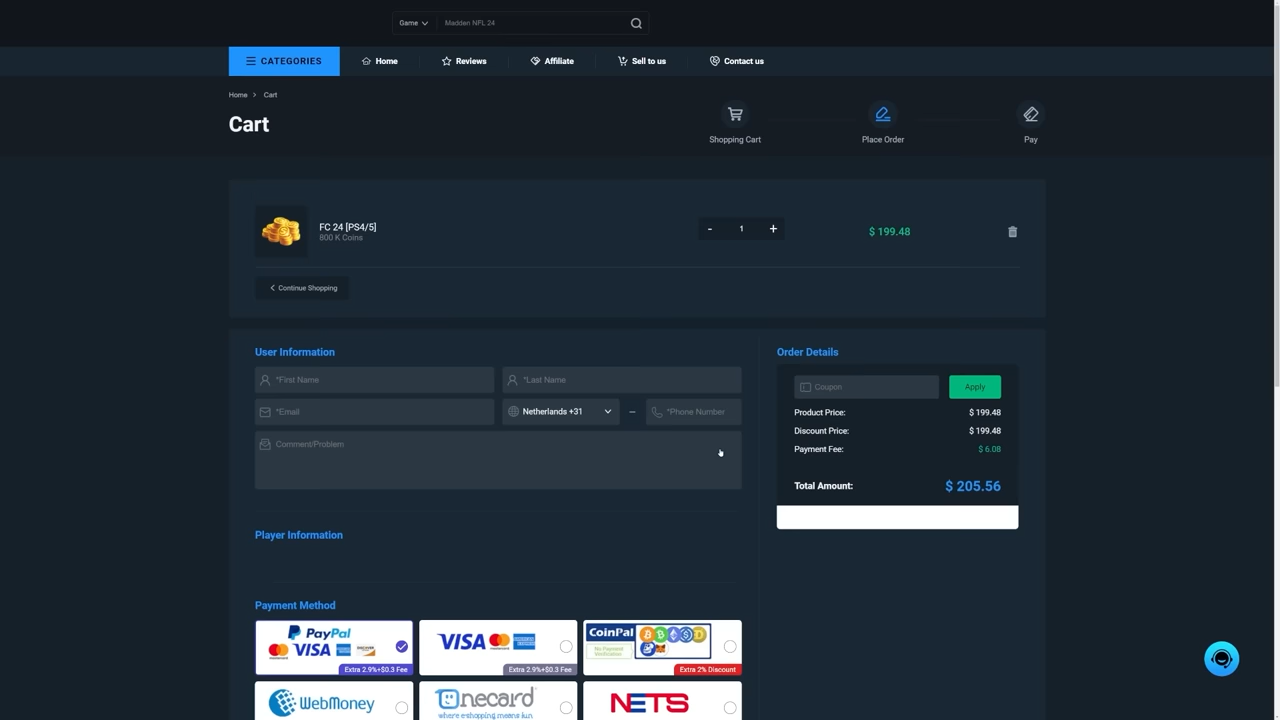 Game
Madden NFL 24
CATEGORIES
Home
Reviews
Affiliate
Sell to us
Contact us
Home > Cart
Cart
Shopping Cart
Place Order
Pay
FC 24 [PS4/5]
800 K Coins
- 1 +
$ 199.48
Continue Shopping
User Information
*First Name
*Last Name
*Email
Netherlands +31
*Phone Number
Comment/Problem
Order Details
Coupon
Apply
Product Price: $ 199.48
Discount Price: $ 199.48
Payment Fee: $ 6.08
Total Amount: $ 205.56
Player Information
Payment Method
PayPal
VISA
Extra 2.9%+$0.3 Fee
VISA
Extra 2.9%+$0.3 Fee
CoinPal
No Payment
Verification
Extra 2% Discount
WebMoney
Onecard
where eshopping means fun
NETS